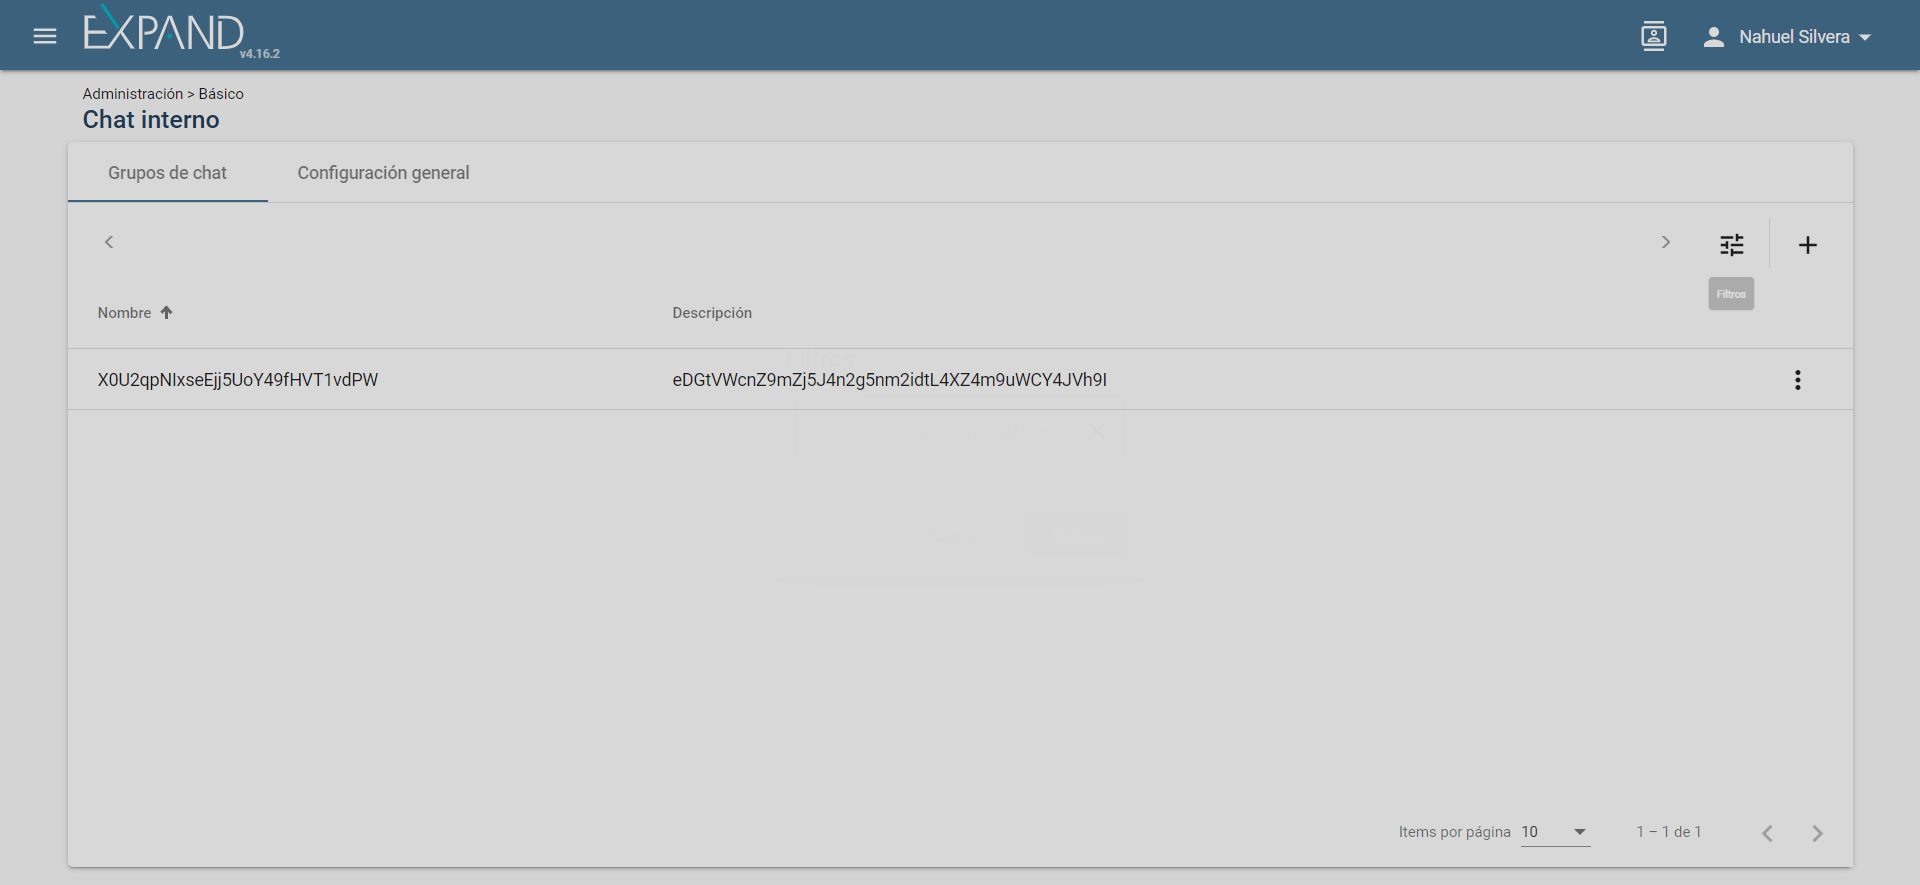 EXPAND
v4.16.2
Nahuel Silvera
Administración > Básico
Chat interno
Grupos de chat
Configuración general
Filtros
Nombre
Descripción
X0U2qpNIxseEjj5UoY49fHVT1vdPW
eDGtVWcnZ9mZj5J4n2g5nm2idtL4XZ4m9uWCY4JVh9I
Items por página 10
1 – 1 de 1